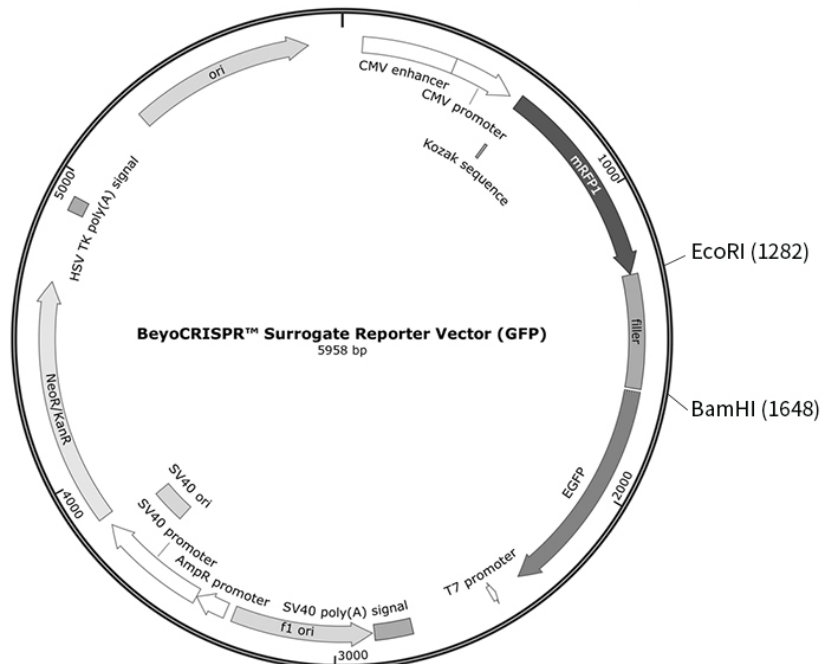 ori
CMV enhancer
CMV promoter
Kozak sequence
mRFP1
1000
EcoRI (1282)
filler
BamHI (1648)
EGFP
2000
T7 promoter
SV40 poly(A) signal
3000
f1 ori
AmpR promoter
SV40 promoter
SV40 ori
4000
NeoR/KanR
HSV TK poly(A) signal
5000
BeyoCRISPR™ Surrogate Reporter Vector (GFP)
5958 bp